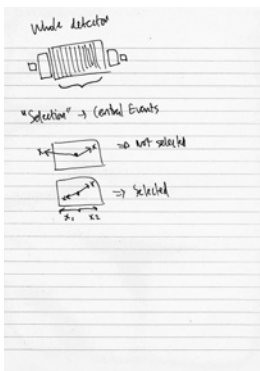 Whole detector
"Selection" → Central Events
⇒ Not selected
⇒ Selected
x₁ x₂